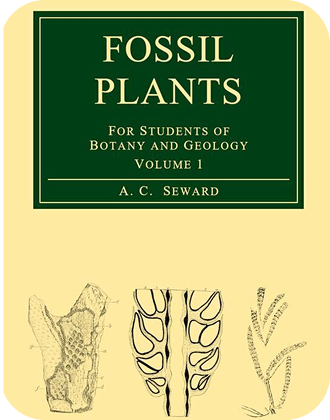 FOSSIL
PLANTS
FOR STUDENTS OF
BOTANY AND GEOLOGY
VOLUME 1
A. C. SEWARD